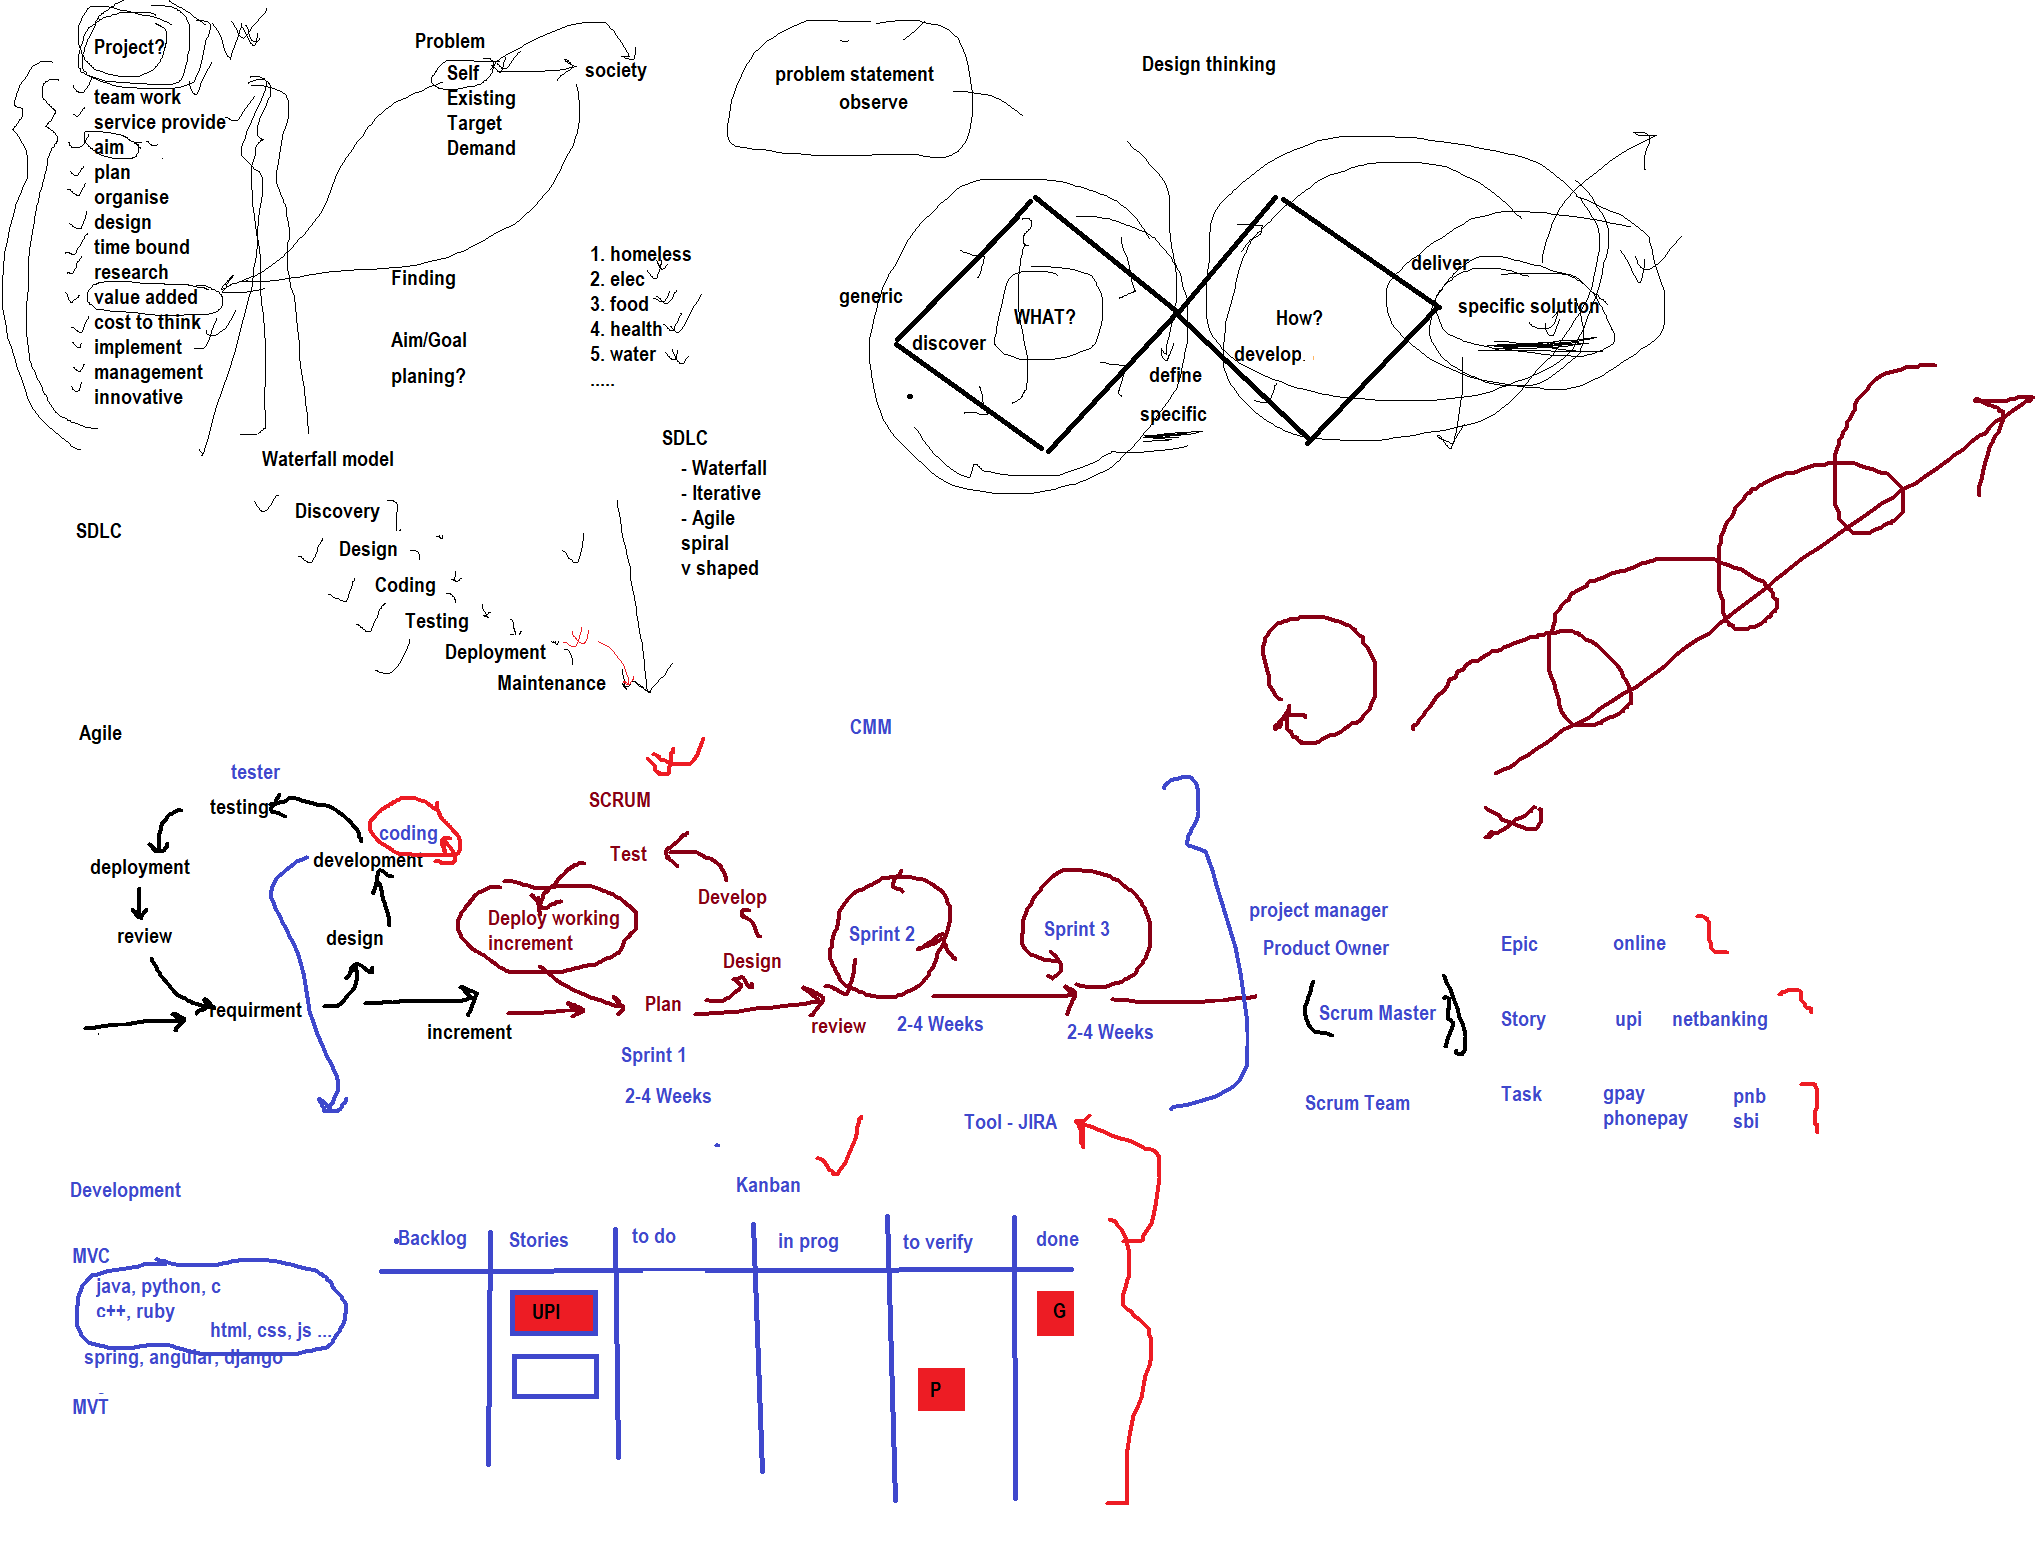 Project?
team work
service provide
aim
plan
organise
design
time bound
research
value added
cost to think
implement
management
innovative
Problem
Self
society
Existing
Target
Demand
Finding
Aim/Goal
planing?
1. homeless
2. elec
3. food
4. health
5. water
.....
problem statement
observe
Design thinking
generic
discover
WHAT?
define
specific
How?
develop.
deliver
specific solution
SDLC
Waterfall model
Discovery
Design
Coding
Testing
Deployment
Maintenance
SDLC
- Waterfall
- Iterative
- Agile
spiral
v shaped
Agile
tester
testing
coding
development
deployment
review
design
requirment
increment
SCRUM
Test
Develop
Deploy working
increment
Design
Plan
Sprint 1
2-4 Weeks
review
CMM
Sprint 2
2-4 Weeks
Sprint 3
2-4 Weeks
Tool - JIRA
project manager
Product Owner
Scrum Master
Scrum Team
Epic online
Story upi netbanking
Task gpay pnb
phonepay sbi
Development
MVC
java, python, c
c++, ruby
html, css, js ...
spring, angular, django
MVT
Kanban
Backlog Stories to do in prog to verify done
UPI
G
P